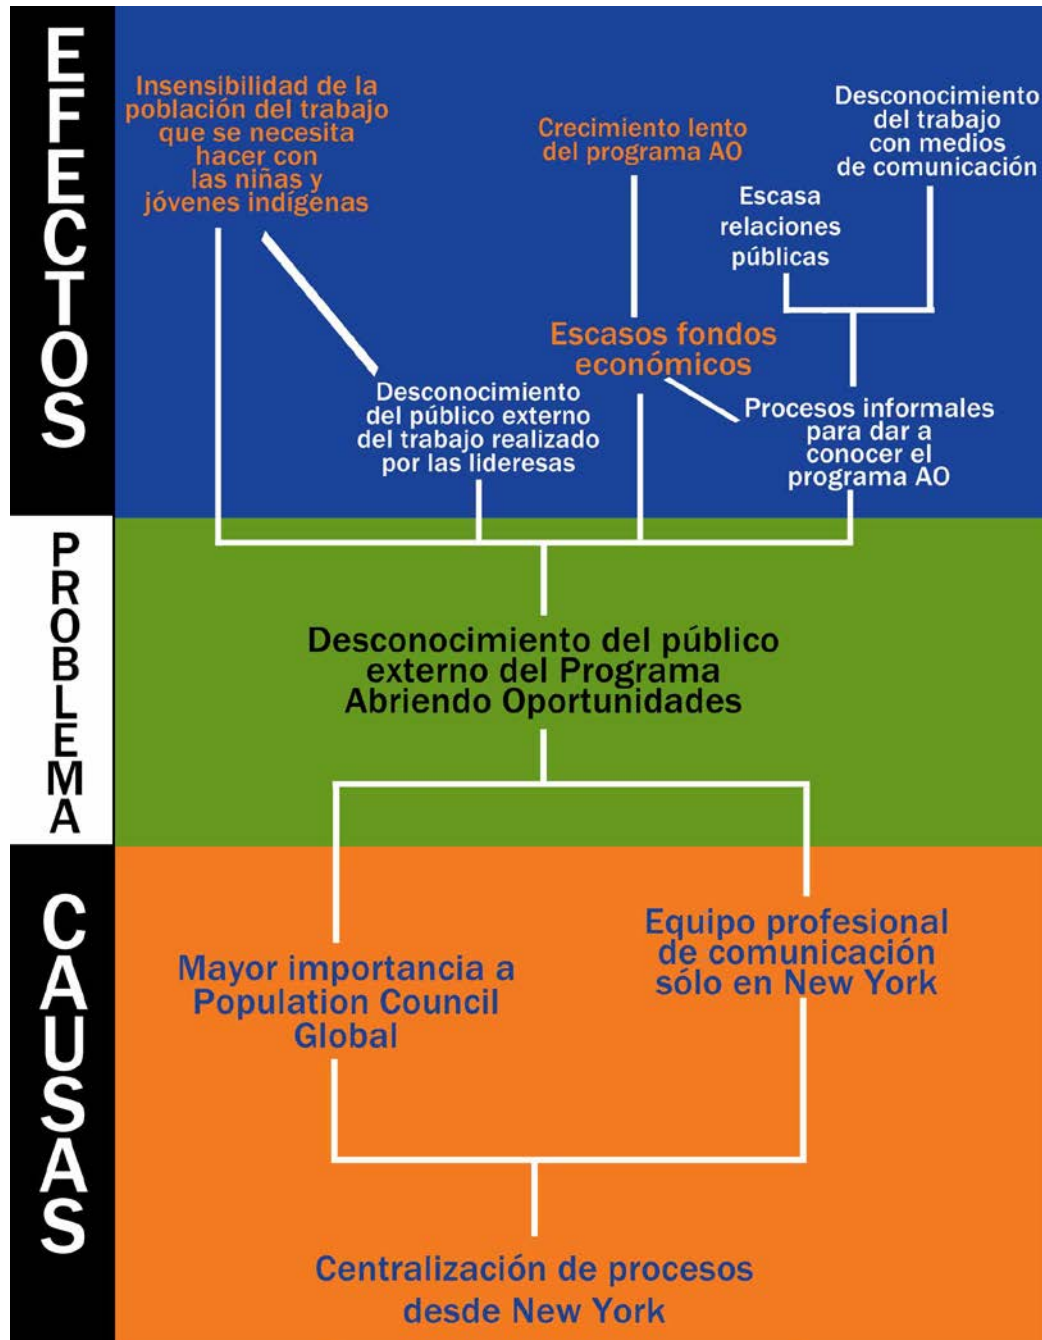 EFECTOS
Insensibilidad de la
población del trabajo
que se necesita
hacer con
las niñas y
jóvenes indígenas
Crecimiento lento
del programa AO
Desconocimiento
del trabajo
con medios
de comunicación
Escasa
relaciones
públicas
Escasos fondos
económicos
Desconocimiento
del público externo
del trabajo realizado
por las lideresas
Procesos informales
para dar a
conocer el
programa AO
PROBLEMA
Desconocimiento del público
externo del Programa
Abriendo Oportunidades
CAUSAS
Mayor importancia a
Population Council
Global
Equipo profesional
de comunicación
sólo en New York
Centralización de procesos
desde New York